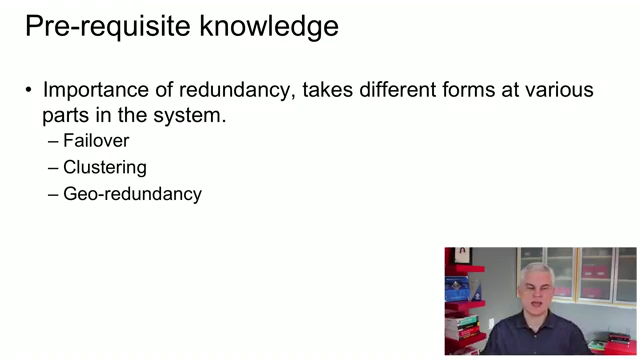 Pre-requisite knowledge
• Importance of redundancy, takes different forms at various
parts in the system.
– Failover
– Clustering
– Geo-redundancy